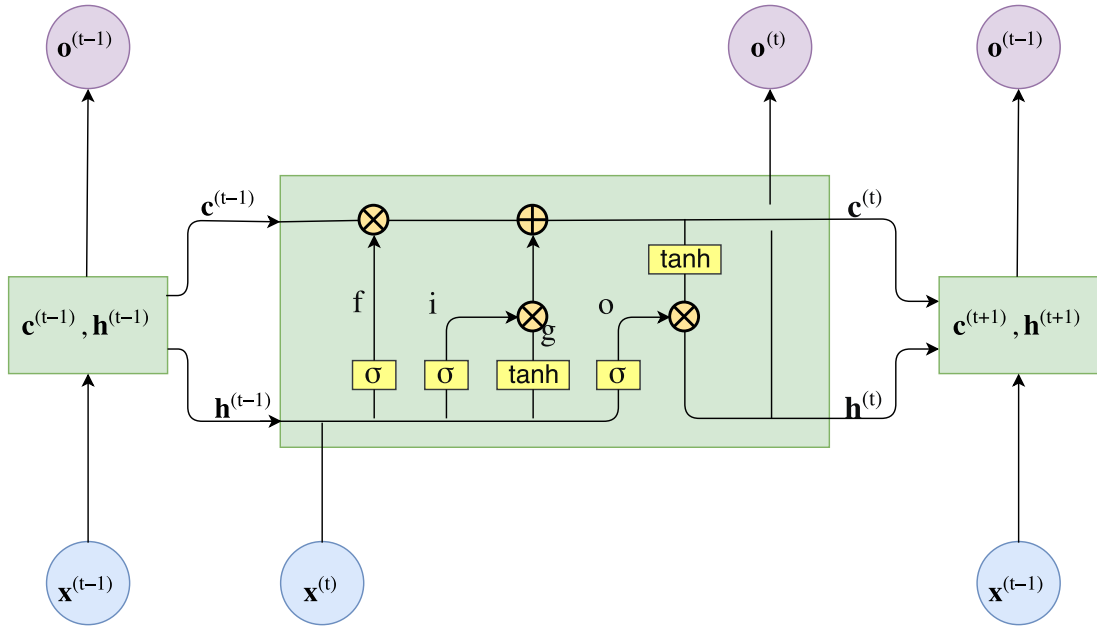 o(t−1)
o(t)
o(t−1)
c(t−1)
c(t)
tanh
f
i
g
o
c(t−1) , h(t−1)
c(t+1) , h(t+1)
σ
σ
tanh
σ
h(t−1)
h(t)
x(t−1)
x(t)
x(t−1)